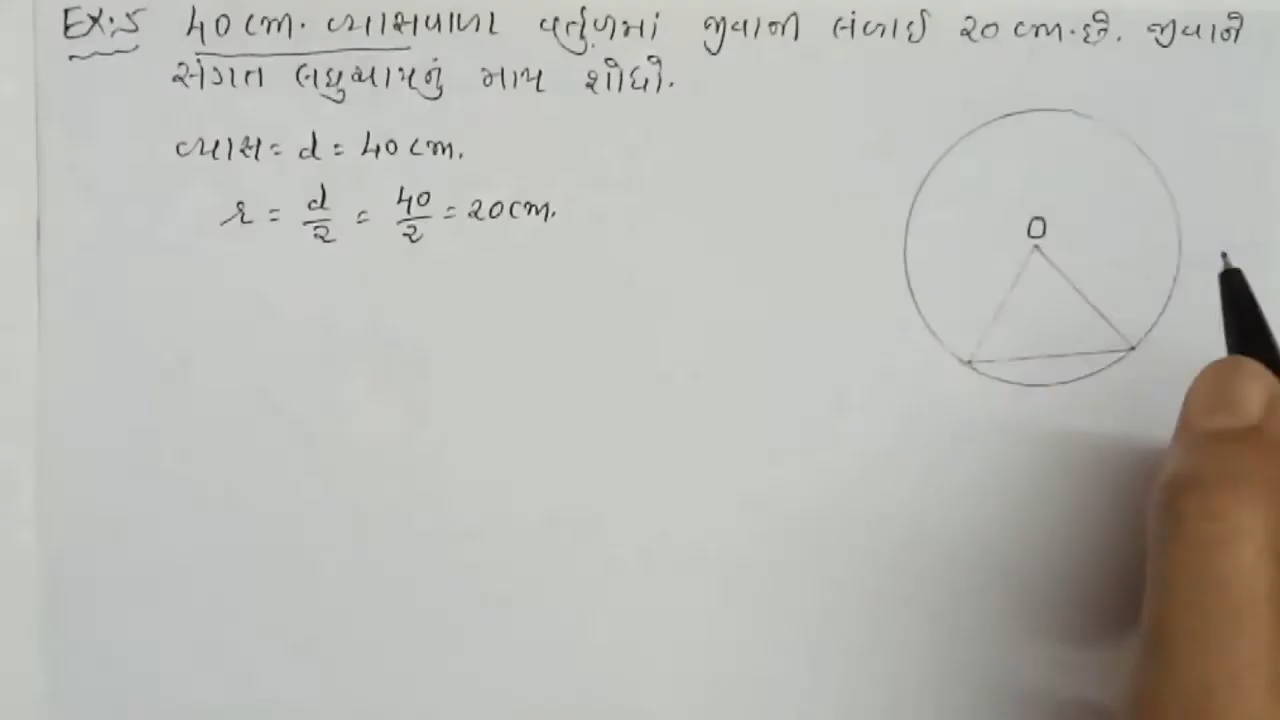 Ex:5 40 cm. વ્યાસવાળા વર્તુળમાં જીવાની લંબાઈ 20 cm. છે. જીવાને
સંગત લઘુચાપનું માપ શોધો.
વ્યાસ = d = 40 cm.
r = d/2 = 40/2 = 20 cm.
O